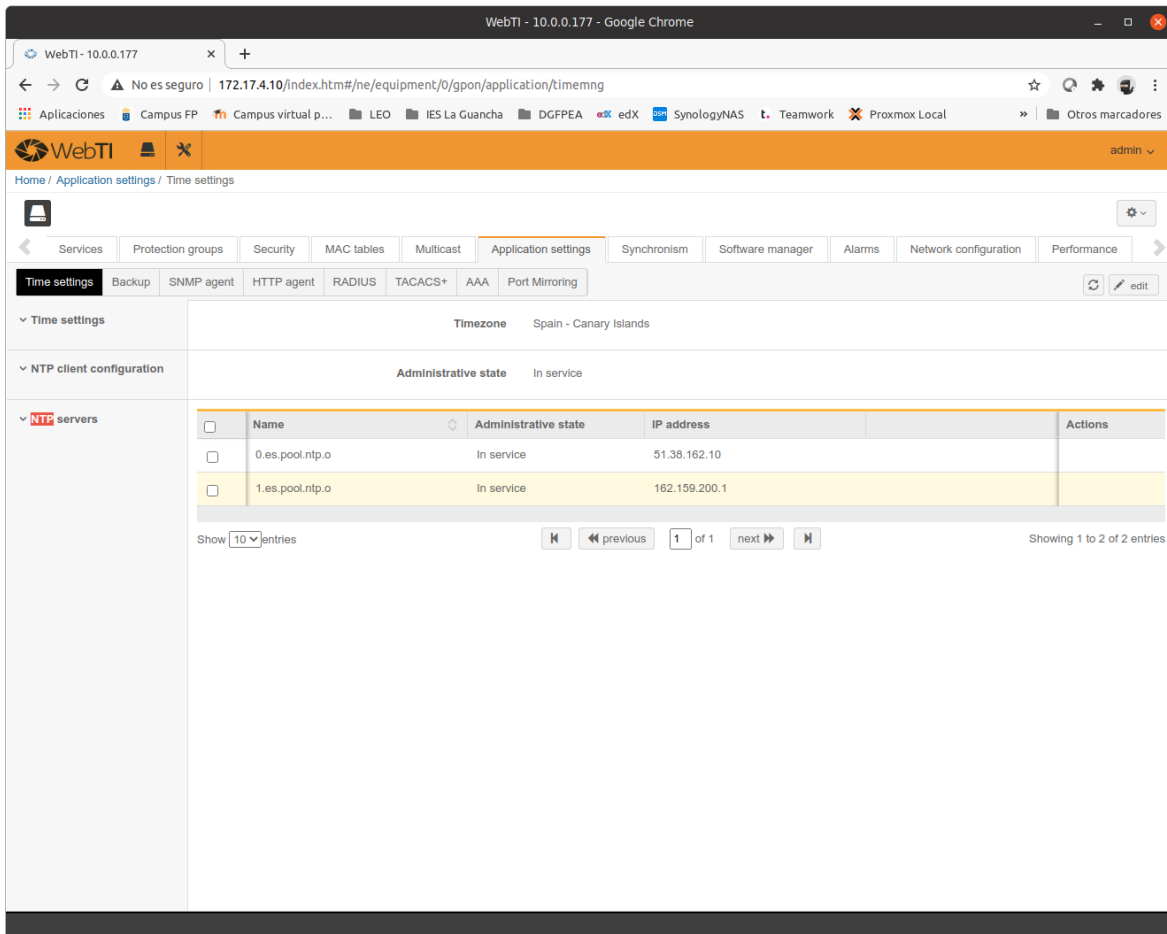 WebTI - 10.0.0.177 - Google Chrome
WebTI - 10.0.0.177
No es seguro | 172.17.4.10/index.htm#/ne/equipment/0/gpon/application/timemng
Aplicaciones Campus FP Campus virtual p... LEO IES La Guancha DGFPEA edX edX DSM SynologyNAS t. Teamwork Proxmox Local » Otros marcadores
WebTI admin
Home / Application settings / Time settings
Services Protection groups Security MAC tables Multicast Application settings Synchronism Software manager Alarms Network configuration Performance
Time settings Backup SNMP agent HTTP agent RADIUS TACACS+ AAA Port Mirroring edit
Time settings Timezone Spain - Canary Islands
NTP client configuration Administrative state In service
NTP servers
Name Administrative state IP address Actions
0.es.pool.ntp.o In service 51.38.162.10
1.es.pool.ntp.o In service 162.159.200.1
Show 10 entries previous 1 of 1 next Showing 1 to 2 of 2 entries